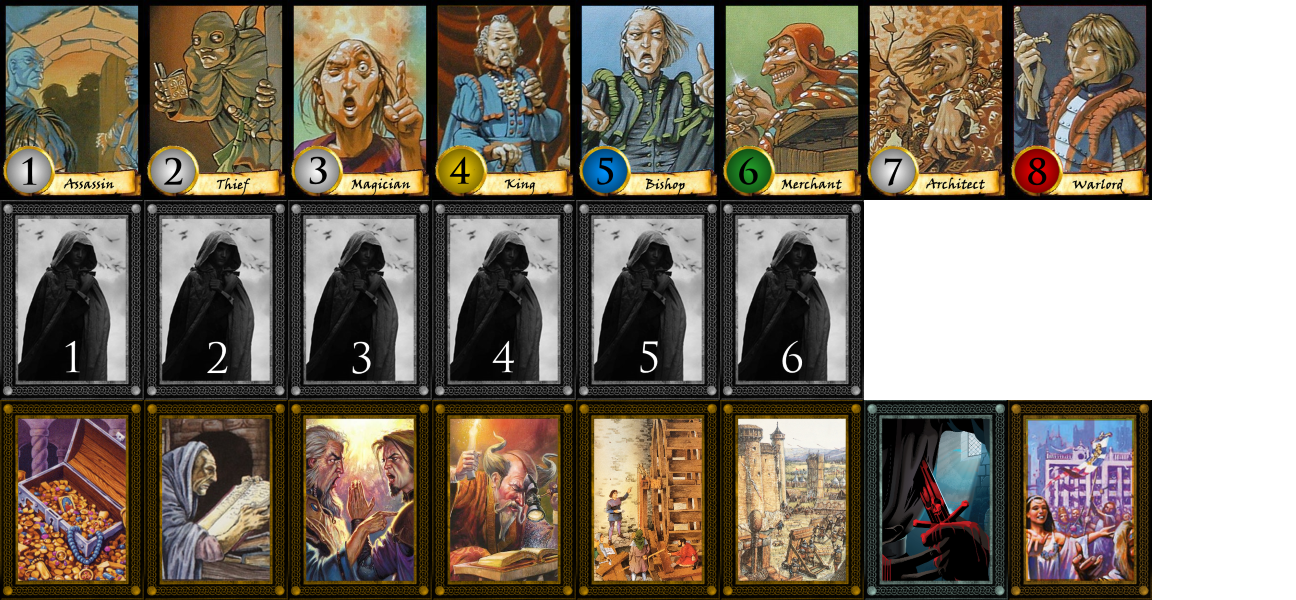 1 Assassin
2 Thief
3 Magician
4 King
5 Bishop
6 Merchant
7 Architect
8 Warlord
1
2
3
4
5
6